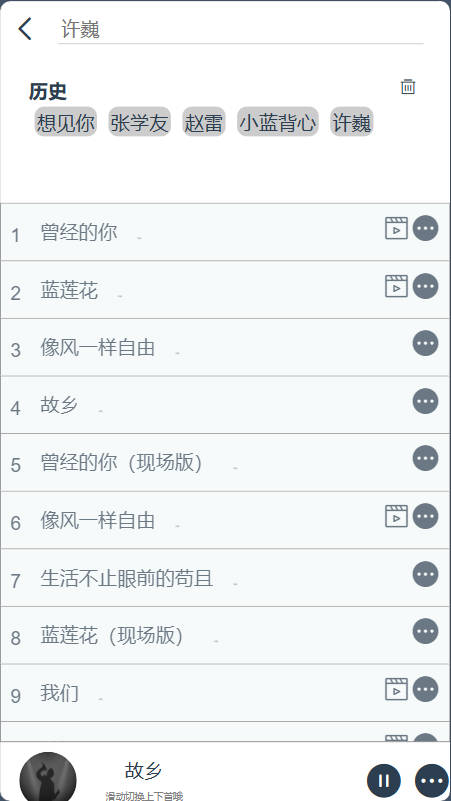 许巍
历史
想见你 张学友 赵雷 小蓝背心 许巍
1 曾经的你 -
2 蓝莲花 -
3 像风一样自由 -
4 故乡 -
5 曾经的你（现场版） -
6 像风一样自由 -
7 生活不止眼前的苟且 -
8 蓝莲花（现场版） -
9 我们 -
故乡
滑动切换上下首哦